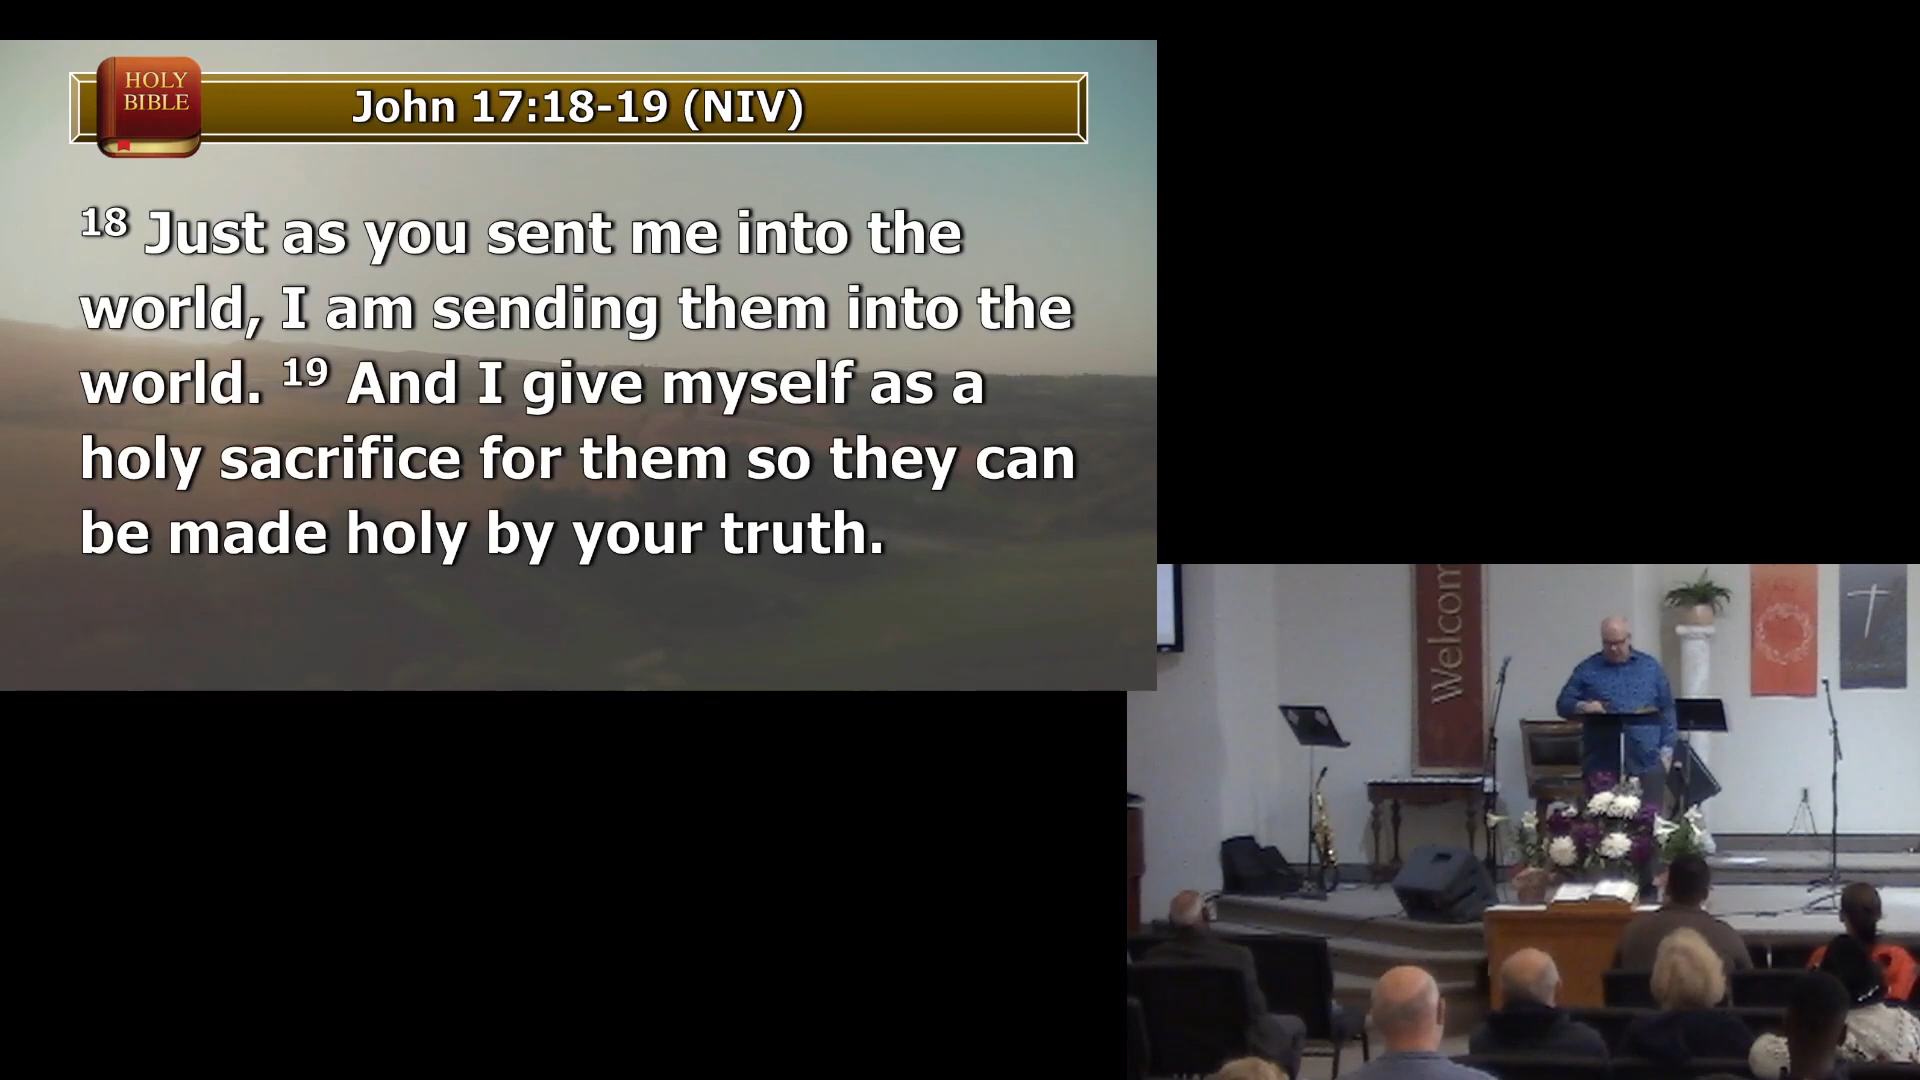 HOLY
BIBLE
John 17:18-19 (NIV)
18 Just as you sent me into the
world, I am sending them into the
world. 19 And I give myself as a
holy sacrifice for them so they can
be made holy by your truth.
Welcom